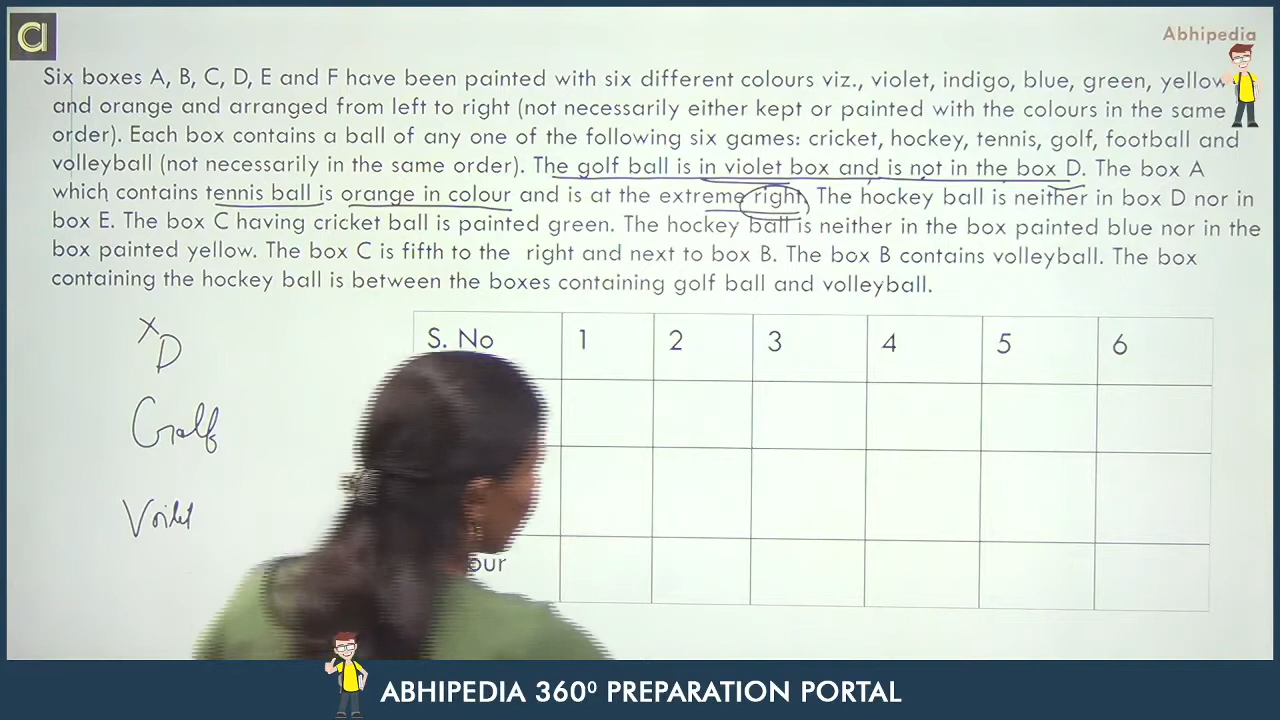 Abhipedia
Six boxes A, B, C, D, E and F have been painted with six different colours viz., violet, indigo, blue, green, yellow
and orange and arranged from left to right (not necessarily either kept or painted with the colours in the same
order). Each box contains a ball of any one of the following six games: cricket, hockey, tennis, golf, football and
volleyball (not necessarily in the same order). The golf ball is in violet box and is not in the box D. The box A
which contains tennis ball is orange in colour and is at the extreme right. The hockey ball is neither in box D nor in
box E. The box C having cricket ball is painted green. The hockey ball is neither in the box painted blue nor in the
box painted yellow. The box C is fifth to the right and next to box B. The box B contains volleyball. The box
containing the hockey ball is between the boxes containing golf ball and volleyball.
S. No 1 2 3 4 5 6
x
D
Golf
Voilet
our
ABHIPEDIA 360⁰ PREPARATION PORTAL